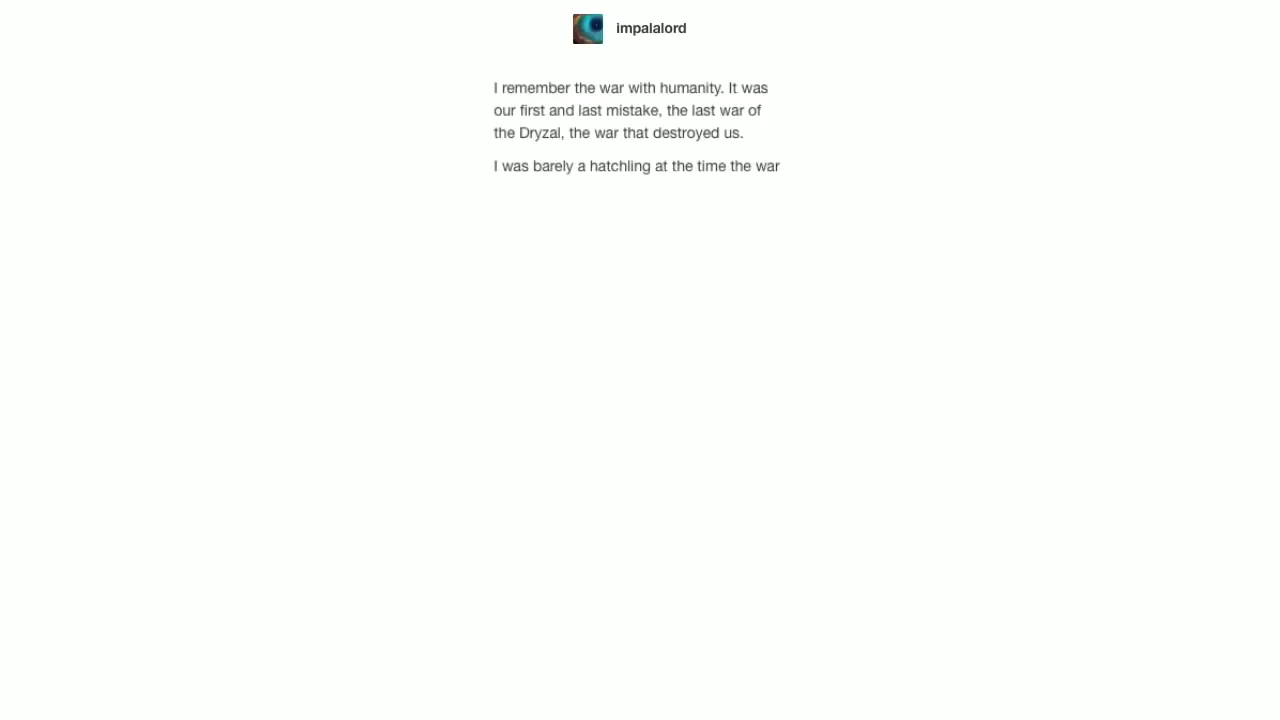 impalalord
I remember the war with humanity. It was
our first and last mistake, the last war of
the Dryzal, the war that destroyed us.
I was barely a hatchling at the time the war